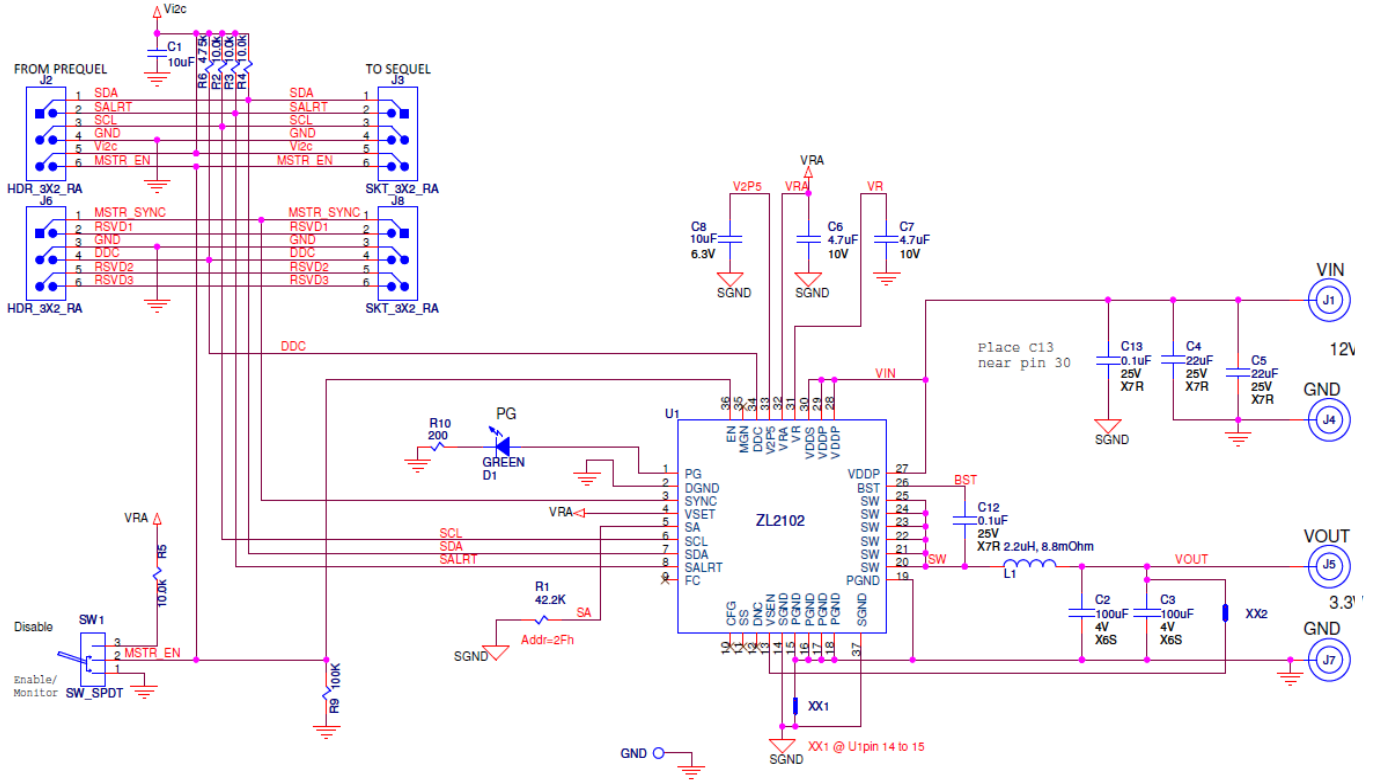 Vi2c
C1
10uF
R6 4.75k
R2 10.0k
R3 10.0k
R4 10.0k
FROM PREQUEL
J2
TO SEQUEL
J3
1 SDA SDA 1
2 SALRT SALRT 2
3 SCL SCL 3
4 GND GND 4
5 Vi2c Vi2c 5
6 MSTR_EN MSTR_EN 6
HDR_3X2_RA
SKT_3X2_RA
J6
J8
1 MSTR_SYNC MSTR_SYNC 1
2 RSVD1 RSVD1 2
3 GND GND 3
4 DDC DDC 4
5 RSVD2 RSVD2 5
6 RSVD3 RSVD3 6
HDR_3X2_RA
SKT_3X2_RA
VRA
V2P5
VRA
VR
C8
10uF
6.3V
SGND
C6
4.7uF
10V
SGND
C7
4.7uF
10V
VIN
J1
12V
Place C13
near pin 30
C13
0.1uF
25V
X7R
SGND
C4
22uF
25V
X7R
C5
22uF
25V
X7R
GND
J4
DDC
VIN
U1
36 35 34 33 32 31 30 29 28
EN MGN DDC V2P5 VRA VR VDDS VDDP VDDP
R10
200
PG
GREEN
D1
1 PG
2 DGND
3 SYNC
VRA 4 VSET
5 SA
SCL 6 SCL
SDA 7 SDA
SALRT 8 SALRT
9 FC
ZL2102
VDDP 27
BST 26 BST
SW 25
SW 24
SW 23
SW 22
SW 21
SW 20 SW
PGND 19
C12
0.1uF
25V
X7R
2.2uH, 8.8mOhm
L1
VOUT
VOUT
J5
3.3V
C2
100uF
4V
X6S
C3
100uF
4V
X6S
XX2
GND
J7
R1
42.2K
SA
SGND
Addr=2Fh
CFG SS DNC VSEN SGND PGND PGND PGND PGND SGND
10 11 12 13 14 15 16 17 18 37
VRA
R5
10.0k
Disable
SW1
3
2 MSTR_EN
1
Enable/
Monitor
SW_SPDT
R9 100K
XX1
SGND
XX1 @ U1pin 14 to 15
GND